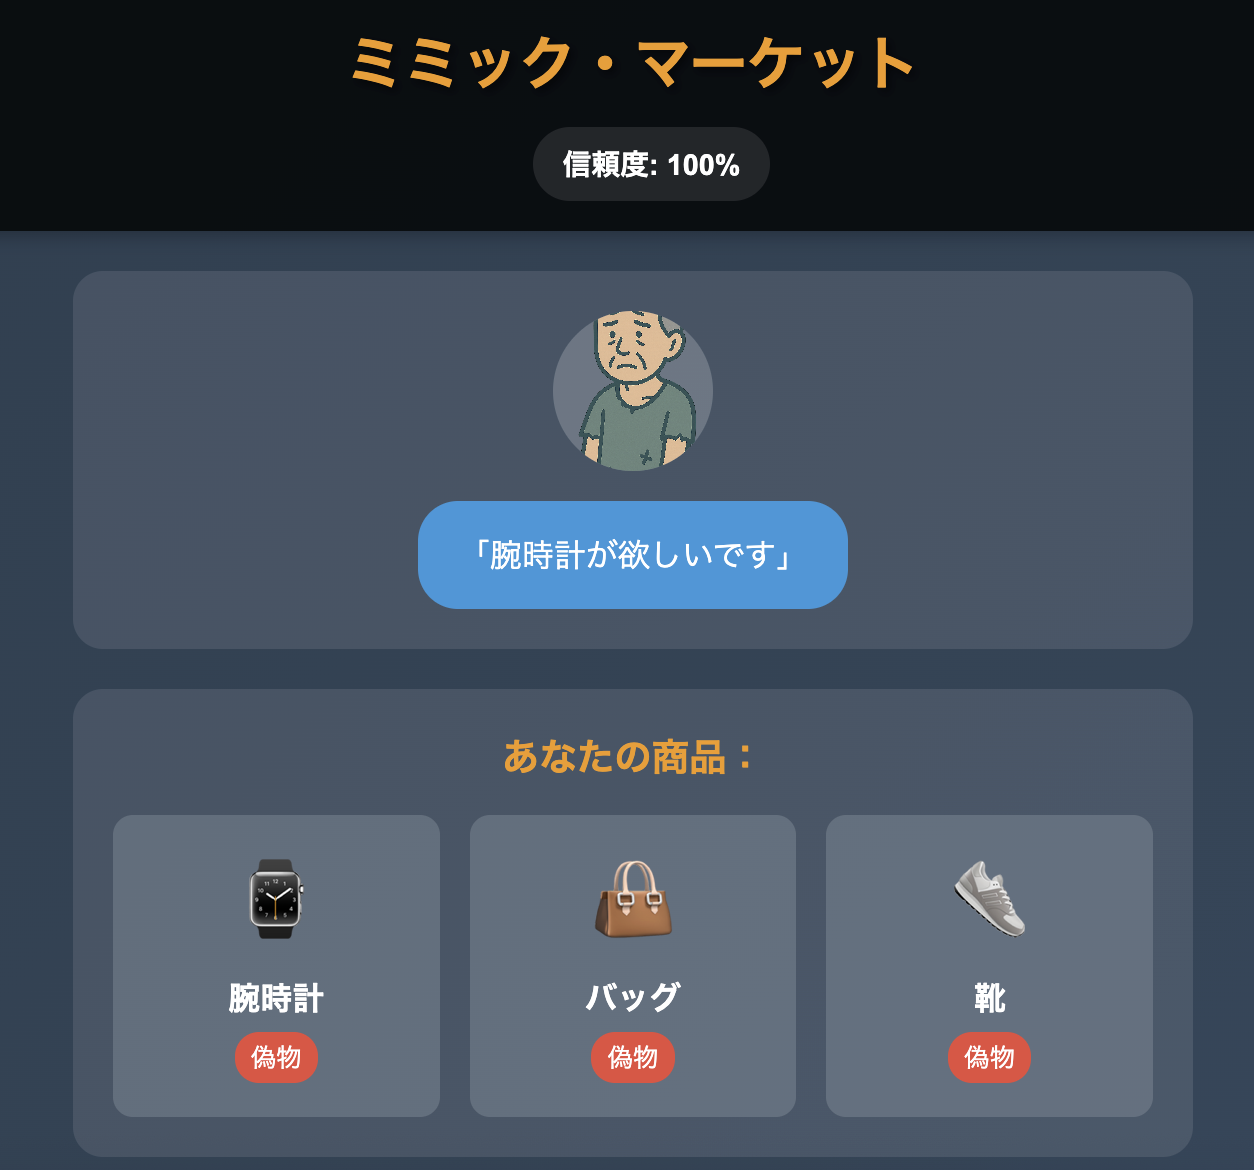 ミミック・マーケット
信頼度: 100%
「腕時計が欲しいです」
あなたの商品：
腕時計
偽物
バッグ
偽物
靴
偽物